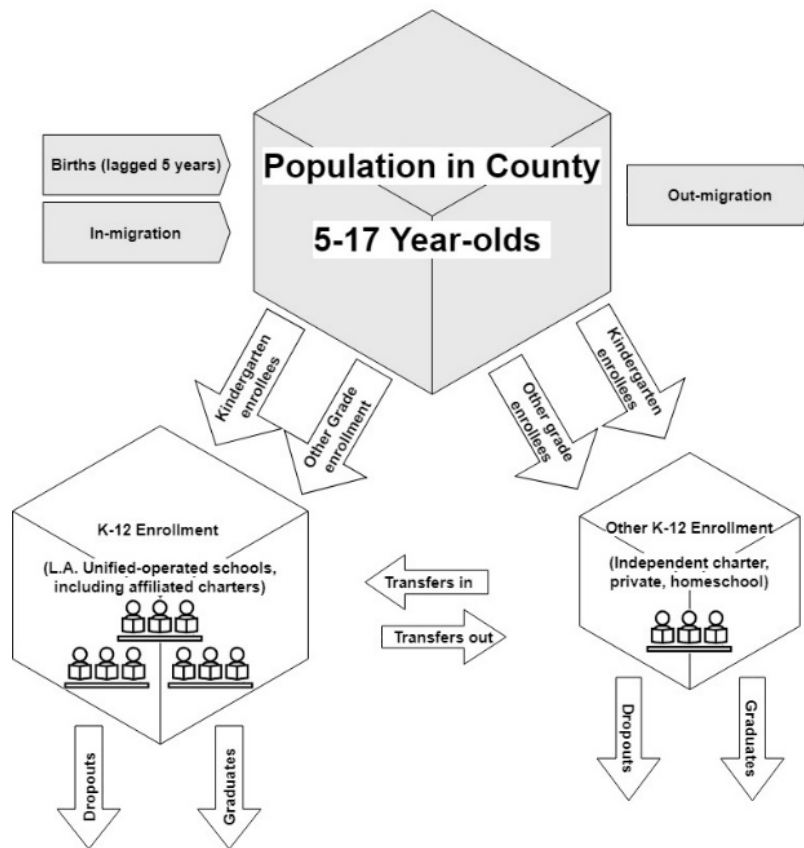 Births (lagged 5 years)
In-migration
Population in County
5-17 Year-olds
Out-migration
Kindergarten
enrollees
Other Grade
enrollment
Other grade
enrollees
Kindergarten
enrollees
K-12 Enrollment
(L.A. Unified-operated schools,
including affiliated charters)
Transfers in
Transfers out
Other K-12 Enrollment
(Independent charter,
private, homeschool)
Dropouts
Graduates
Dropouts
Graduates